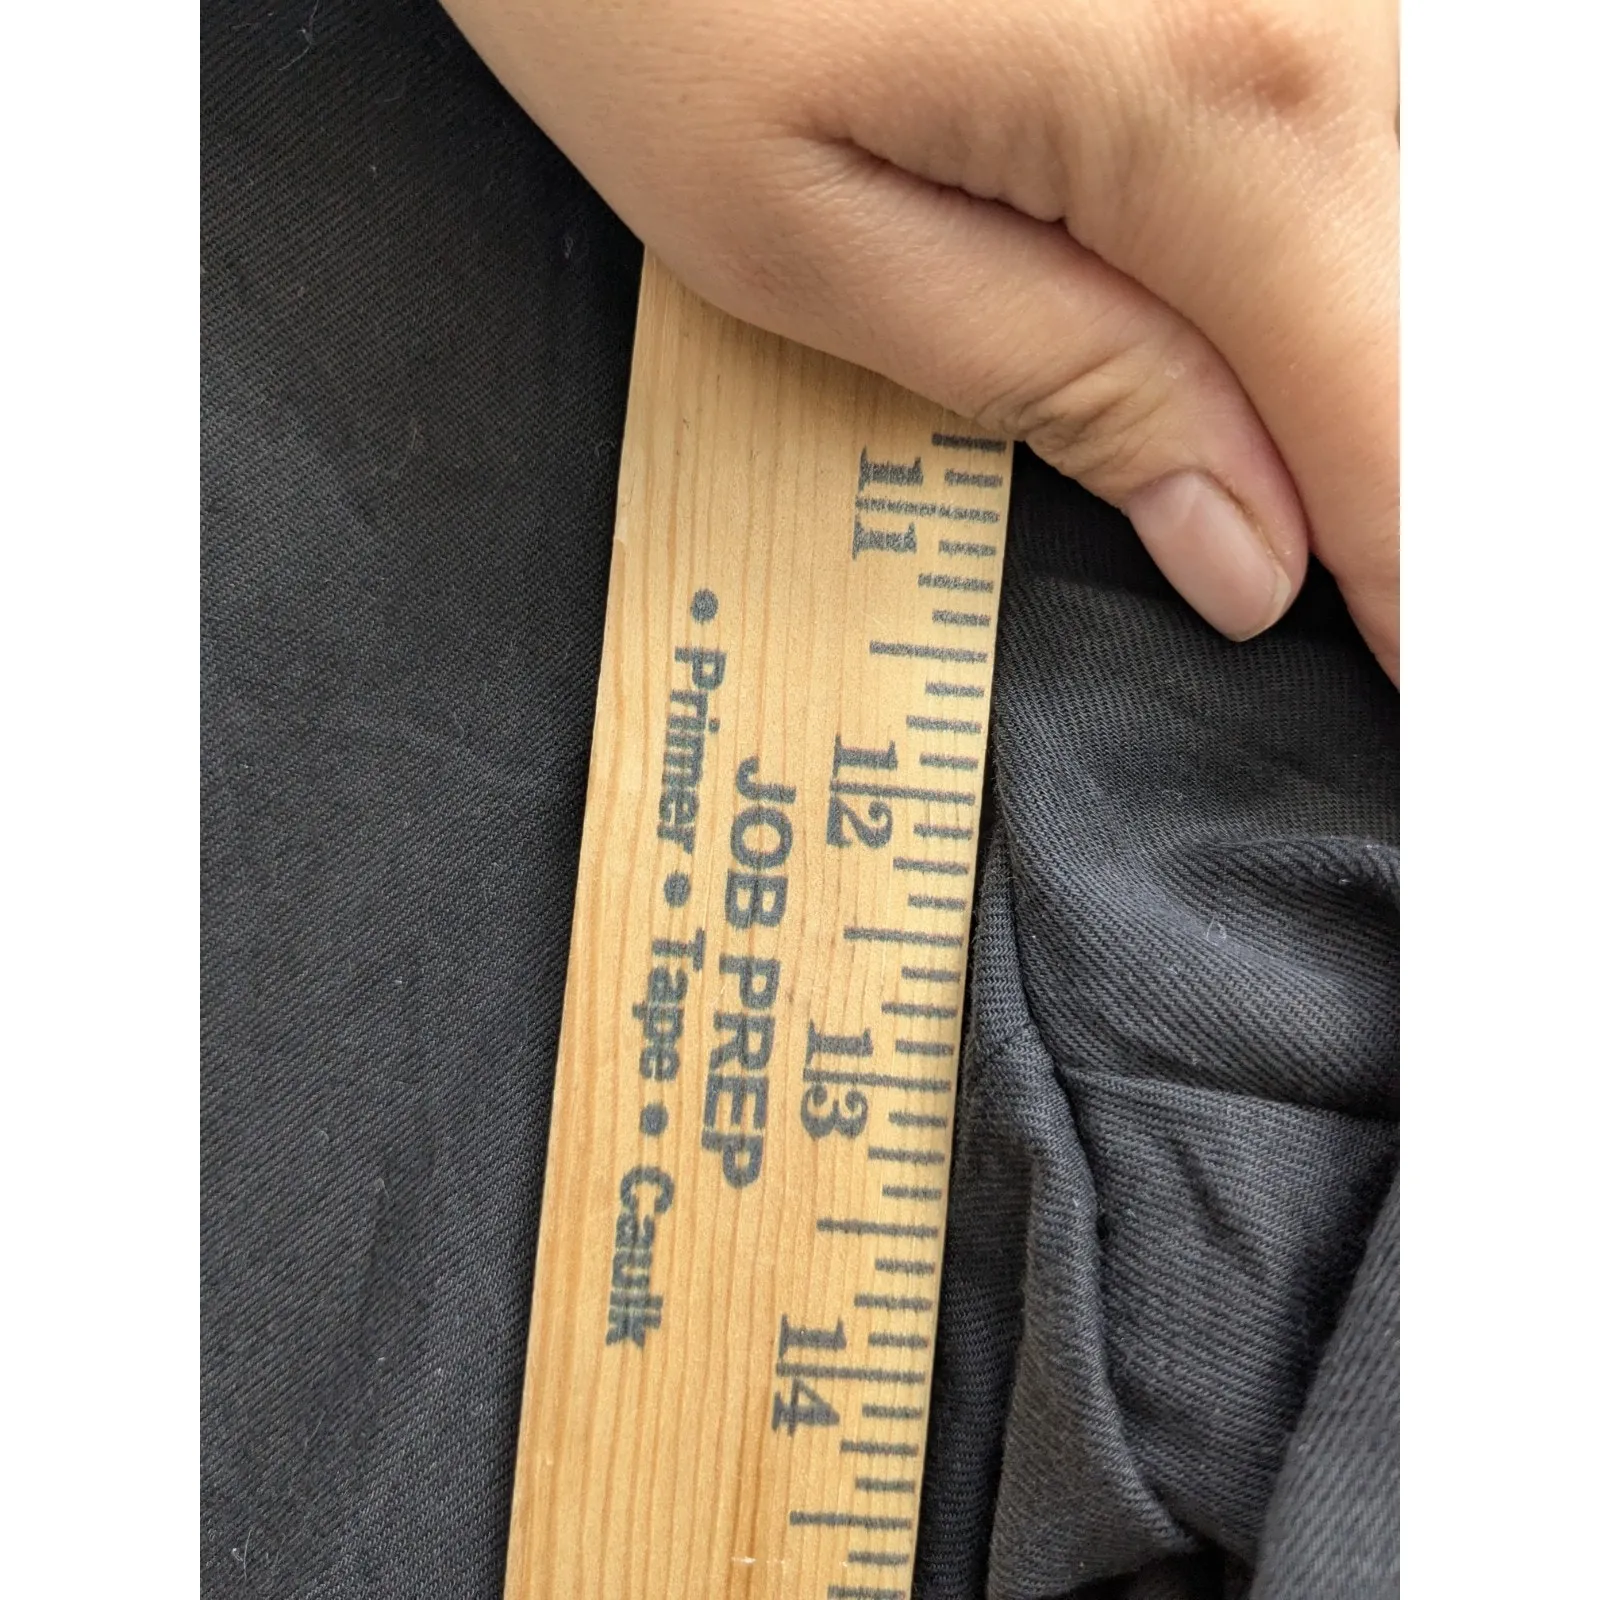 11
12
13
14
JOB PREP
• Primer • Tape • Caulk